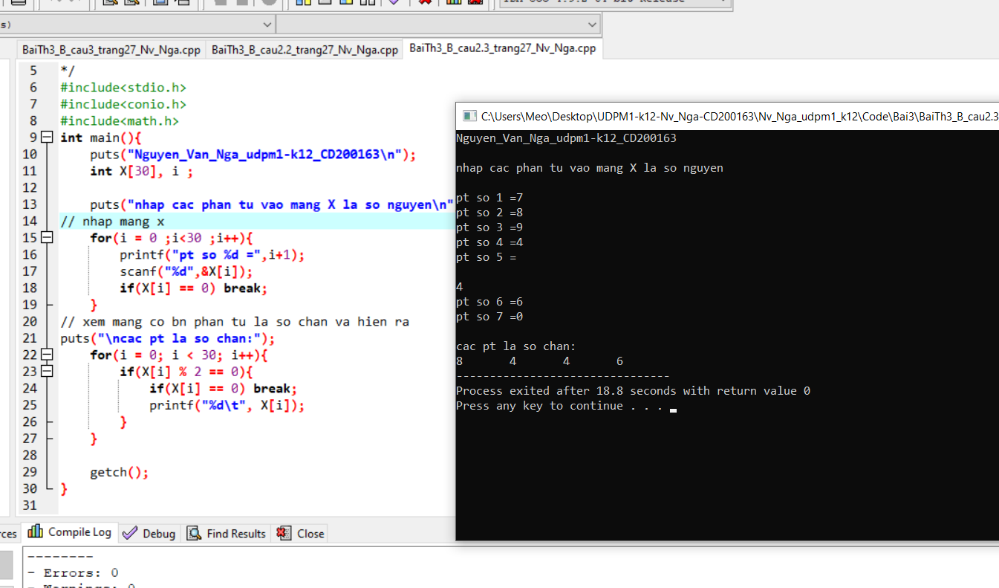 s)
BaiTh3_B_cau3_trang27_Nv_Nga.cpp BaiTh3_B_cau2.2_trang27_Nv_Nga.cpp BaiTh3_B_cau2.3_trang27_Nv_Nga.cpp
5 */
6 #include<stdio.h>
7 #include<conio.h>
8 #include<math.h>
9 int main(){
10 puts("Nguyen_Van_Nga_udpm1-k12_CD200163\n");
11 int X[30], i ;
12
13 puts("nhap cac phan tu vao mang X la so nguyen\n"
14 // nhap mang x
15 for(i = 0 ;i<30 ;i++){
16 printf("pt so %d =",i+1);
17 scanf("%d",&X[i]);
18 if(X[i] == 0) break;
19 }
20 // xem mang co bn phan tu la so chan va hien ra
21 puts("\ncac pt la so chan:");
22 for(i = 0; i < 30; i++){
23 if(X[i] % 2 == 0){
24 if(X[i] == 0) break;
25 printf("%d\t", X[i]);
26 }
27 }
28
29 getch();
30 }
31
C:\Users\Meo\Desktop\UDPM1-k12-Nv_Nga-CD200163\Nv_Nga_udpm1_k12\Code\Bai3\BaiTh3_B_cau2.3
Nguyen_Van_Nga_udpm1-k12_CD200163
nhap cac phan tu vao mang X la so nguyen
pt so 1 =7
pt so 2 =8
pt so 3 =9
pt so 4 =4
pt so 5 =
4
pt so 6 =6
pt so 7 =0
cac pt la so chan:
8 4 4 6
--------------------------------
Process exited after 18.8 seconds with return value 0
Press any key to continue . . .
rces Compile Log Debug Find Results Close
--------
- Errors: 0
- Warnings: 0